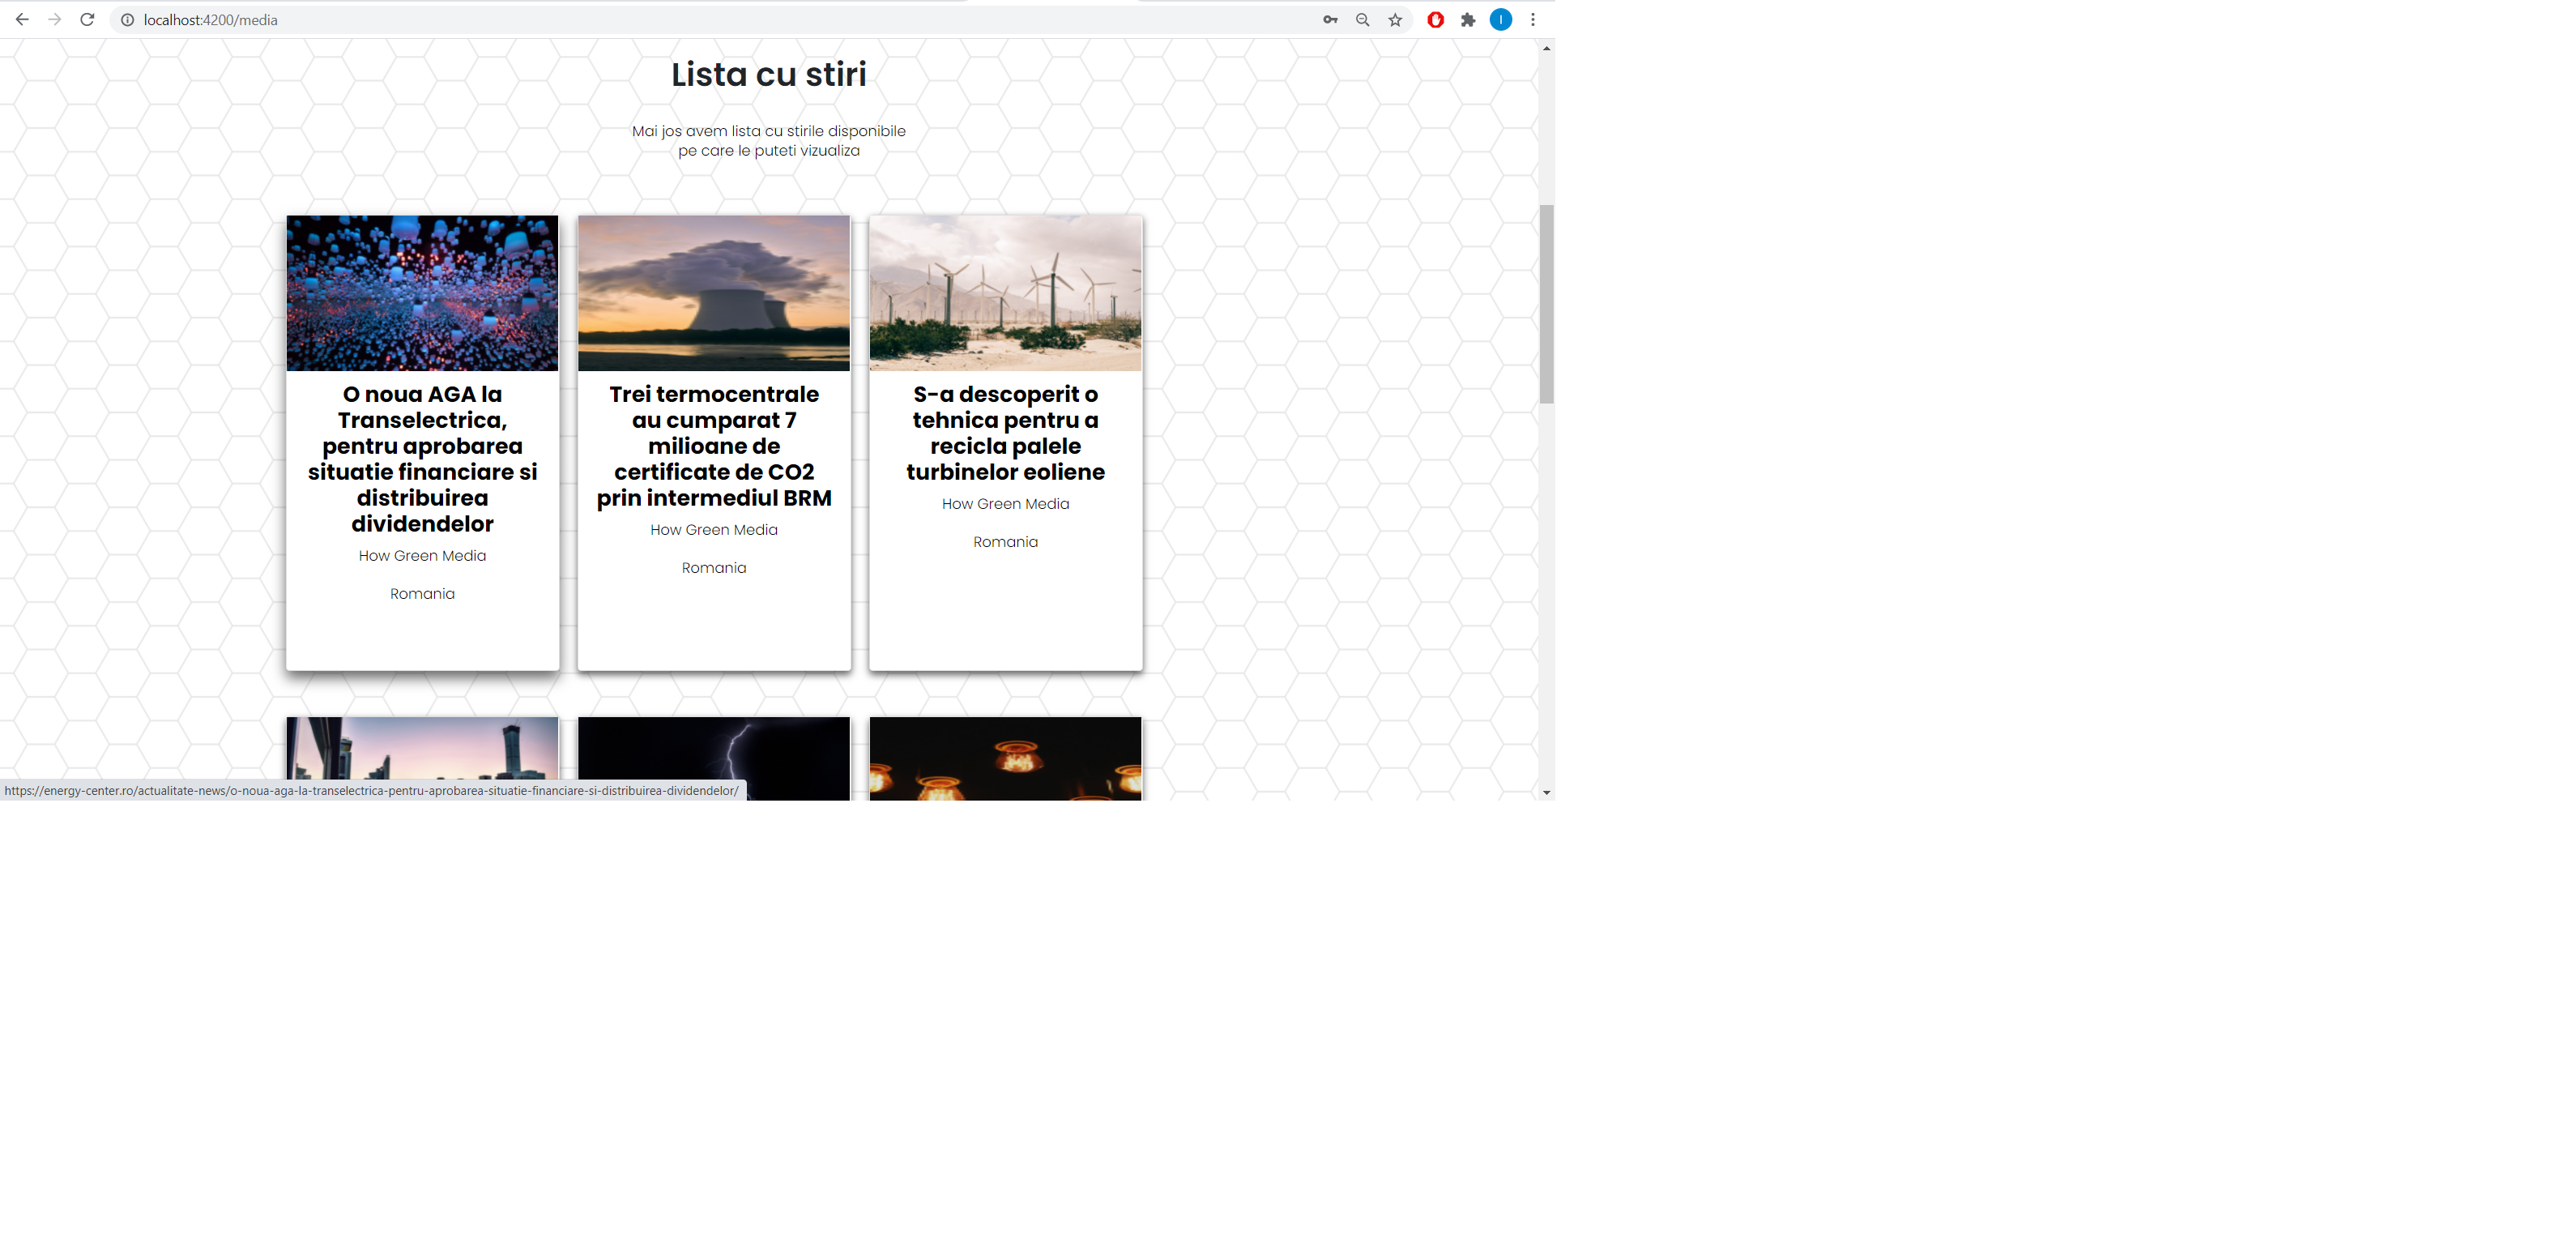 localhost:4200/media
I
Lista cu stiri
Mai jos avem lista cu stirile disponibile
pe care le puteti vizualiza
O noua AGA la
Transelectrica,
pentru aprobarea
situatie financiare si
distribuirea
dividendelor
How Green Media
Romania
Trei termocentrale
au cumparat 7
milioane de
certificate de CO2
prin intermediul BRM
How Green Media
Romania
S-a descoperit o
tehnica pentru a
recicla palele
turbinelor eoliene
How Green Media
Romania
https://energy-center.ro/actualitate-news/o-noua-aga-la-transelectrica-pentru-aprobarea-situatie-financiare-si-distribuirea-dividendelor/